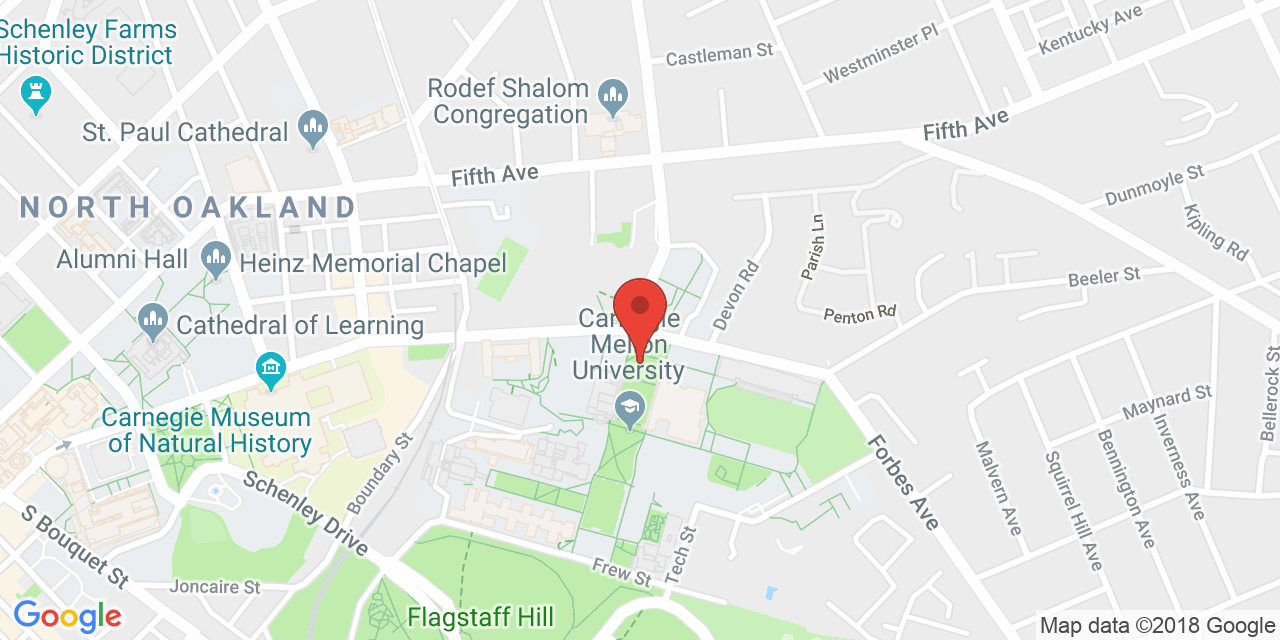 Schenley Farms
Historic District
Castleman St
Westminster Pl
Kentucky Ave
Rodef Shalom
Congregation
St. Paul Cathedral
Fifth Ave
Fifth Ave
Dunmoyle St
Kipling Rd
NORTH OAKLAND
Parish Ln
Alumni Hall
Heinz Memorial Chapel
Devon Rd
Beeler St
Penton Rd
Cathedral of Learning
Carnegie
Mellon
University
Bellerock St
Maynard St
Carnegie Museum
of Natural History
Boundary St
Forbes Ave
Malvern Ave
Squirrel Hill Ave
Bennington Ave
Inverness Ave
Schenley Drive
S Bouquet St
Tech St
Frew St
Joncaire St
Flagstaff Hill
Google
Map data ©2018 Google